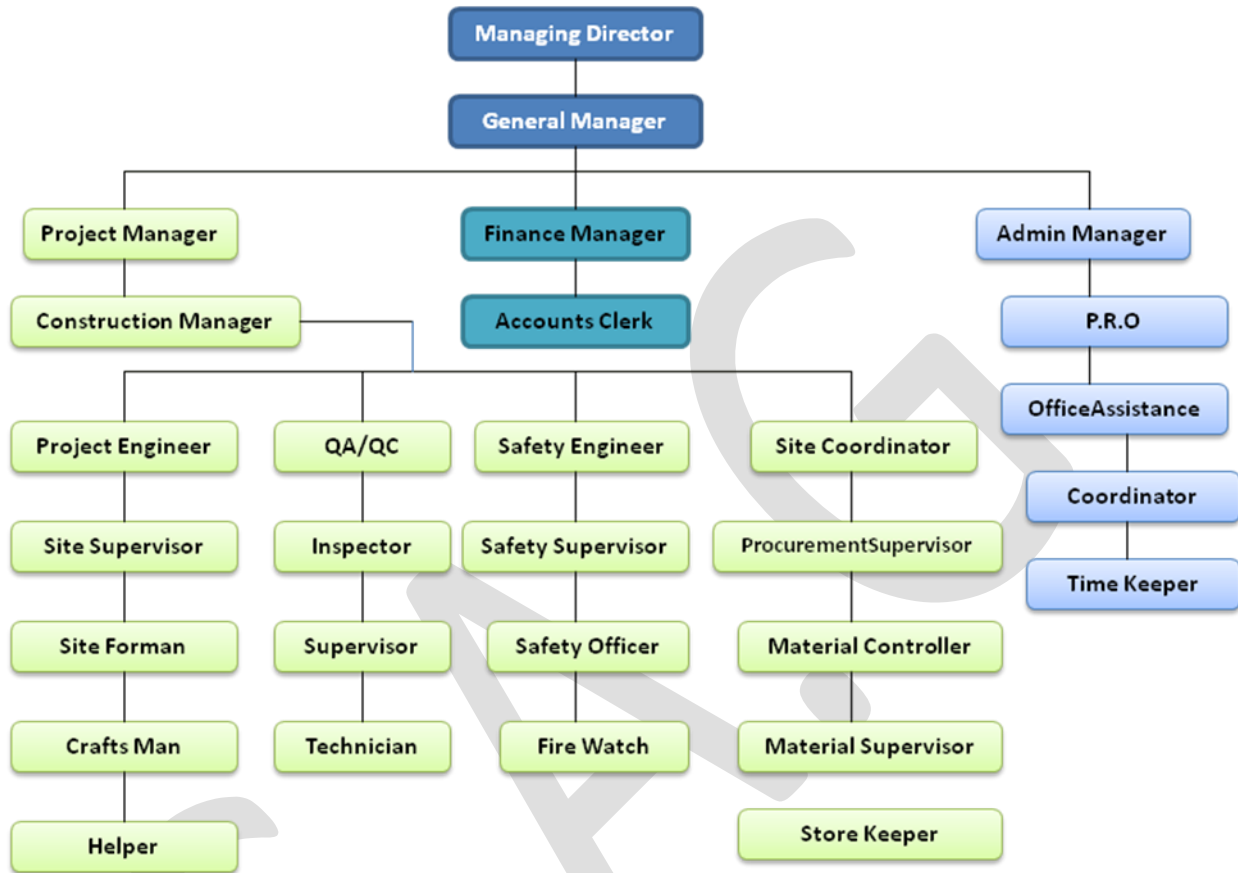 Managing Director
General Manager
Project Manager
Finance Manager
Admin Manager
Construction Manager
Accounts Clerk
P.R.O
OfficeAssistance
Project Engineer
QA/QC
Safety Engineer
Site Coordinator
Coordinator
Site Supervisor
Inspector
Safety Supervisor
ProcurementSupervisor
Time Keeper
Site Forman
Supervisor
Safety Officer
Material Controller
Crafts Man
Technician
Fire Watch
Material Supervisor
Helper
Store Keeper